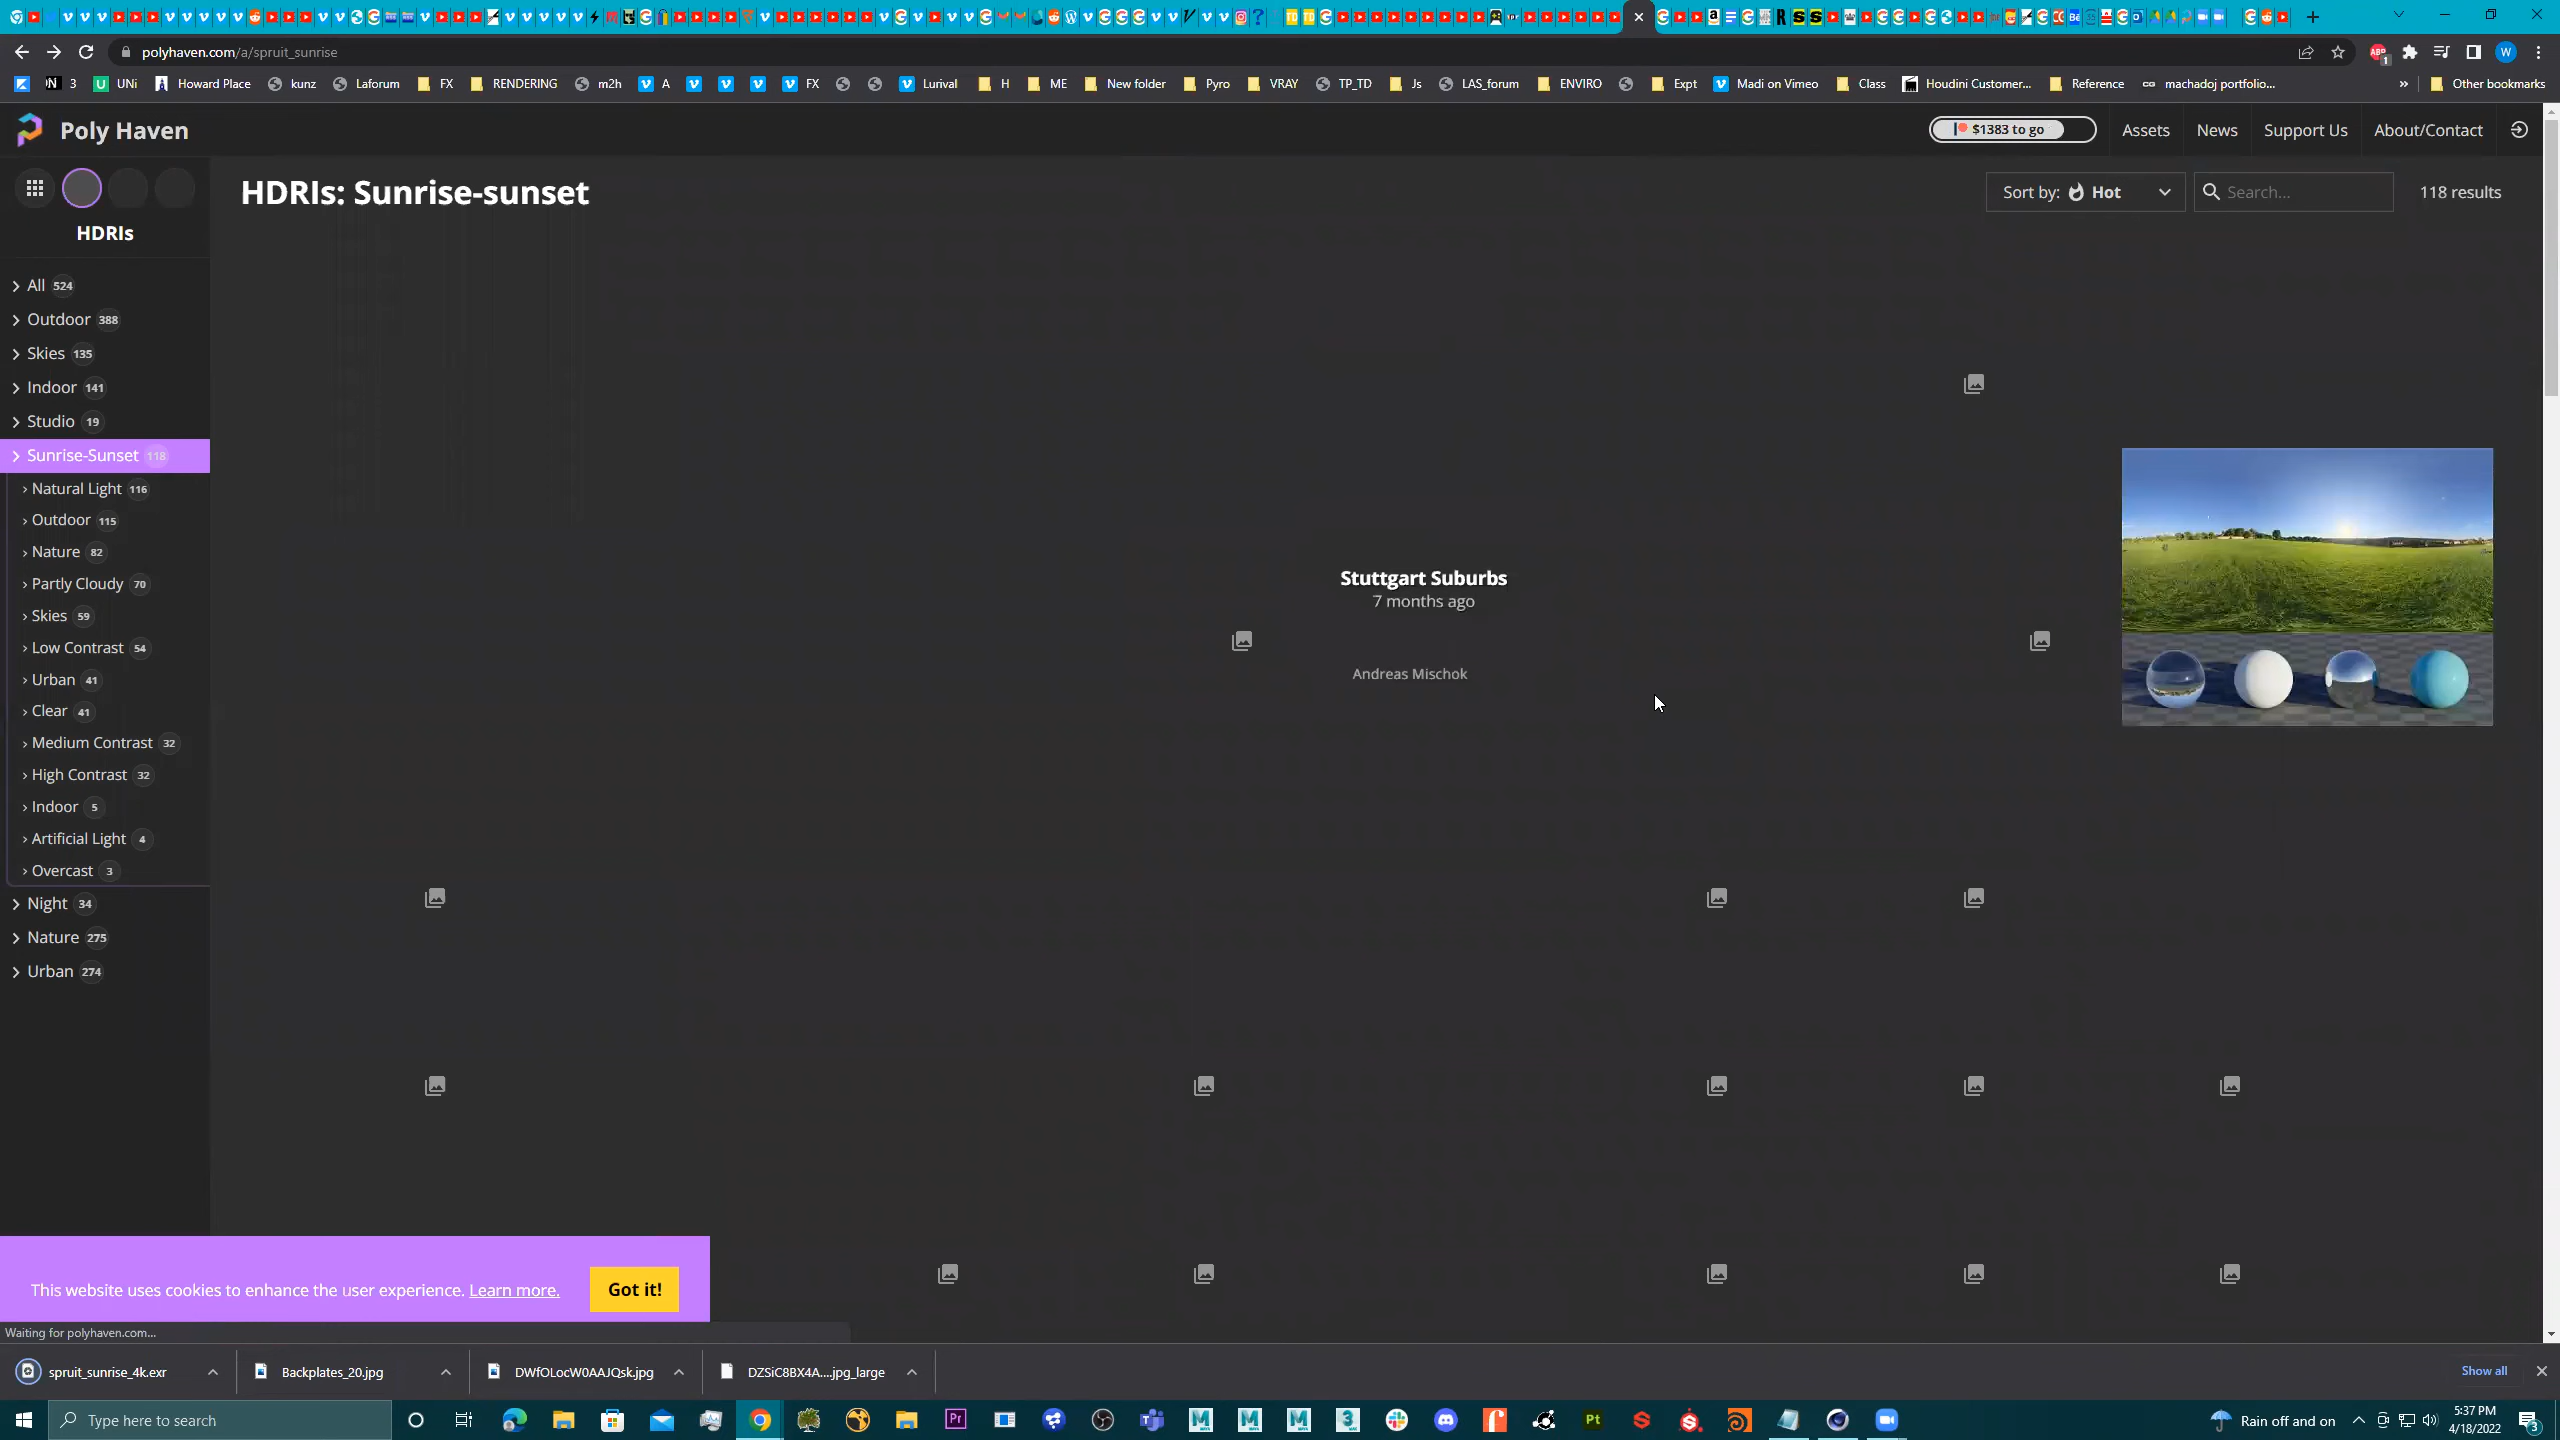 polyhaven.com/a/spruit_sunrise
3
UNi
Howard Place
kunz
Laforum
FX
RENDERING
m2h
A
FX
Lurival
H
ME
New folder
Pyro
VRAY
TP_TD
Js
LAS_forum
ENVIRO
Expt
Madi on Vimeo
Class
Houdini Customer...
Reference
machadoj portfolio...
»
Other bookmarks
Poly Haven
$1383 to go
Assets
News
Support Us
About/Contact
HDRIs
HDRIs: Sunrise-sunset
Sort by: Hot
Search...
118 results
All 524
Outdoor 388
Skies 135
Indoor 141
Studio 19
Sunrise-Sunset 118
Natural Light 116
Outdoor 115
Nature 82
Partly Cloudy 70
Skies 59
Low Contrast 54
Urban 41
Clear 41
Medium Contrast 32
High Contrast 32
Indoor 5
Artificial Light 4
Overcast 3
Night 34
Nature 275
Urban 274
Stuttgart Suburbs
7 months ago
Andreas Mischok
This website uses cookies to enhance the user experience. Learn more.
Got it!
Waiting for polyhaven.com...
spruit_sunrise_4k.exr
Backplates_20.jpg
DWfOLocW0AAJQsk.jpg
DZSiC8BX4A....jpg_large
Show all
Type here to search
Rain off and on
5:37 PM
4/18/2022
3